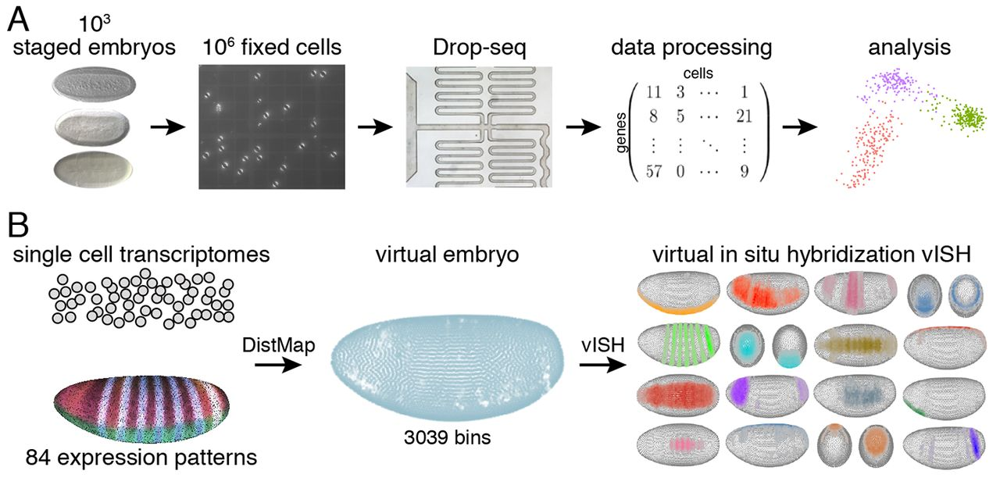 A
10³
staged embryos
10⁶ fixed cells
Drop-seq
data processing
analysis
cells
genes
11 3 ⋯ 1
8 5 ⋯ 21
⋮ ⋮ ⋱ ⋮
57 0 ⋯ 9
B
single cell transcriptomes
virtual embryo
virtual in situ hybridization vISH
DistMap
vISH
3039 bins
84 expression patterns